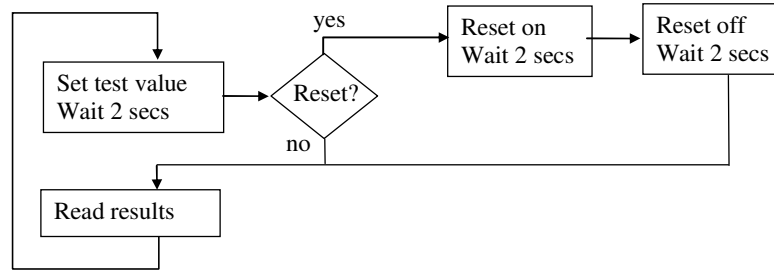 yes
Reset on
Wait 2 secs
Reset off
Wait 2 secs
Set test value
Wait 2 secs
Reset?
no
Read results